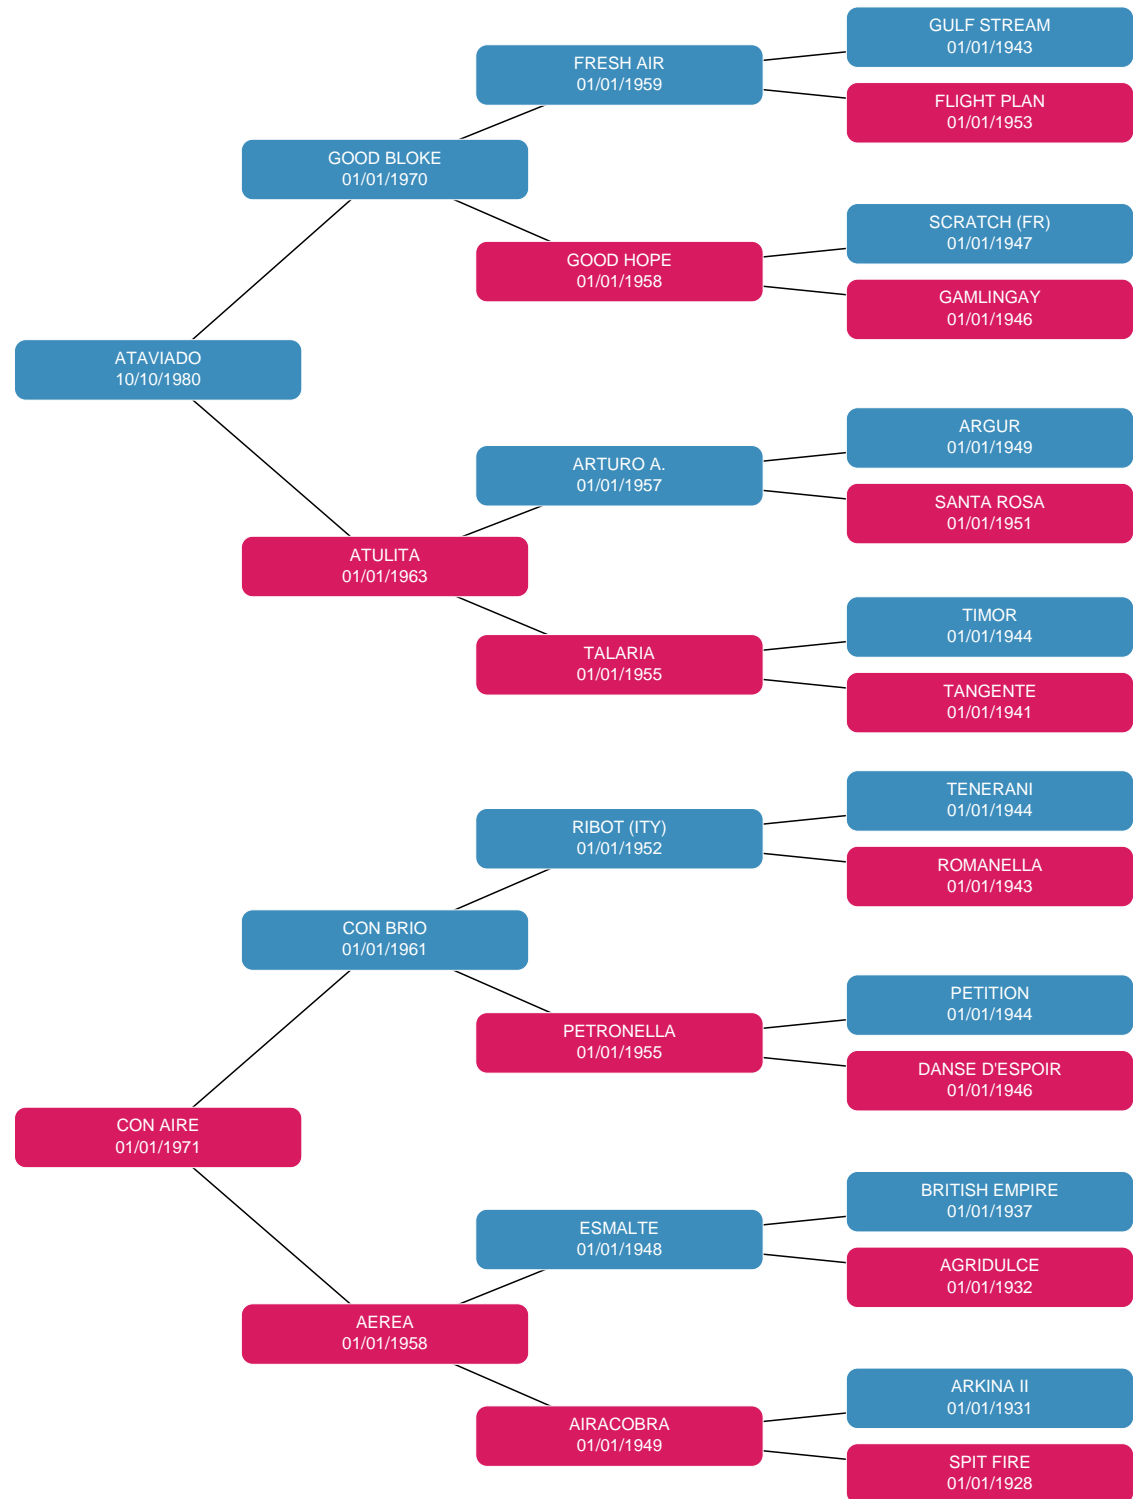 GULF STREAM
01/01/1943
FRESH AIR
01/01/1959
FLIGHT PLAN
01/01/1953
GOOD BLOKE
01/01/1970
SCRATCH (FR)
01/01/1947
GOOD HOPE
01/01/1958
GAMLINGAY
01/01/1946
ATAVIADO
10/10/1980
ARGUR
01/01/1949
ARTURO A.
01/01/1957
SANTA ROSA
01/01/1951
ATULITA
01/01/1963
TIMOR
01/01/1944
TALARIA
01/01/1955
TANGENTE
01/01/1941
TENERANI
01/01/1944
RIBOT (ITY)
01/01/1952
ROMANELLA
01/01/1943
CON BRIO
01/01/1961
PETITION
01/01/1944
PETRONELLA
01/01/1955
DANSE D'ESPOIR
01/01/1946
CON AIRE
01/01/1971
BRITISH EMPIRE
01/01/1937
ESMALTE
01/01/1948
AGRIDULCE
01/01/1932
AEREA
01/01/1958
ARKINA II
01/01/1931
AIRACOBRA
01/01/1949
SPIT FIRE
01/01/1928